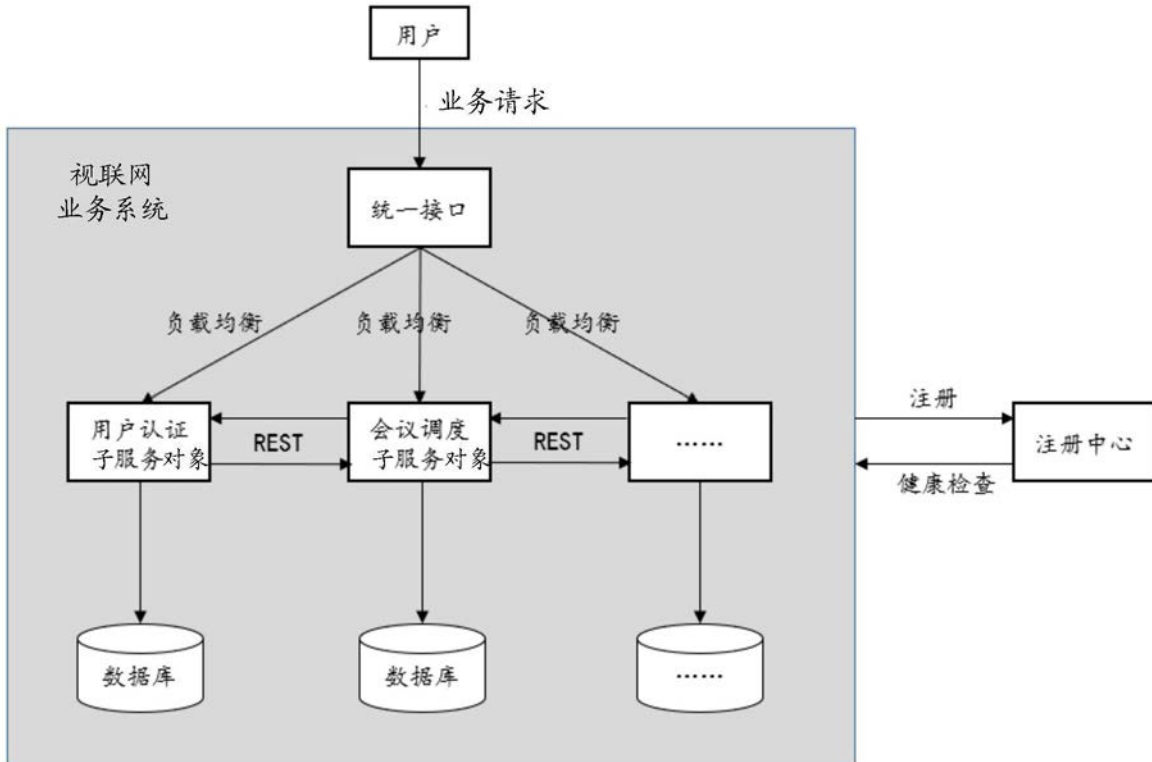 用户
业务请求
视联网
业务系统
统一接口
负载均衡
负载均衡
负载均衡
用户认证
子服务对象
REST
会议调度
子服务对象
REST
……
注册
注册中心
健康检查
数据库
数据库
……